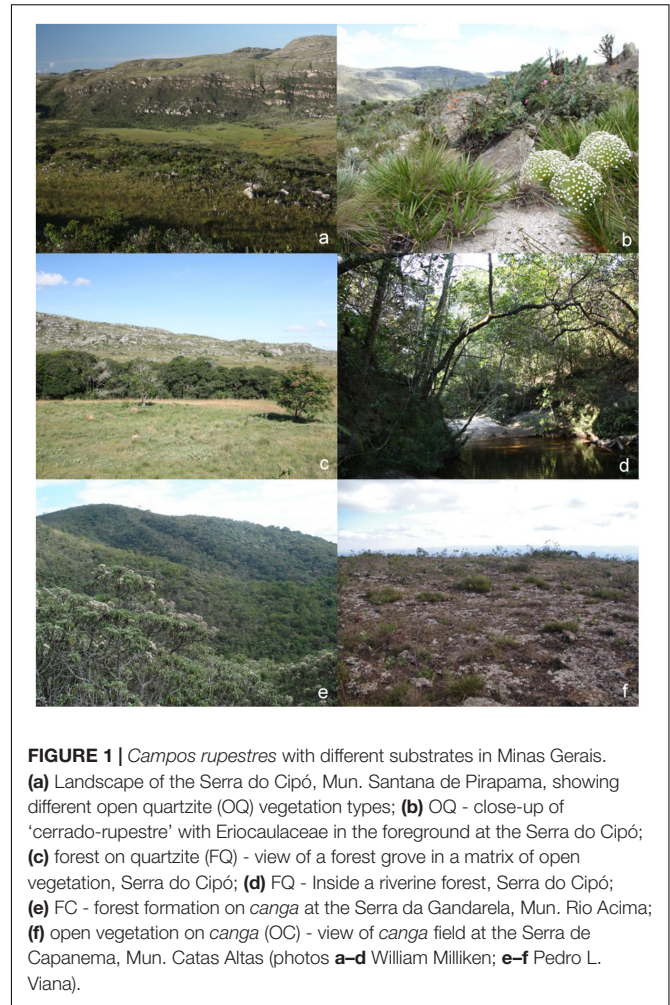 a
b
c
d
e
f
FIGURE 1 | Campos rupestres with different substrates in Minas Gerais.
(a) Landscape of the Serra do Cipó, Mun. Santana de Pirapama, showing
different open quartzite (OQ) vegetation types; (b) OQ - close-up of
'cerrado-rupestre' with Eriocaulaceae in the foreground at the Serra do Cipó;
(c) forest on quartzite (FQ) - view of a forest grove in a matrix of open
vegetation, Serra do Cipó; (d) FQ - Inside a riverine forest, Serra do Cipó;
(e) FC - forest formation on canga at the Serra da Gandarela, Mun. Rio Acima;
(f) open vegetation on canga (OC) - view of canga field at the Serra de
Capanema, Mun. Catas Altas (photos a–d William Milliken; e–f Pedro L.
Viana).